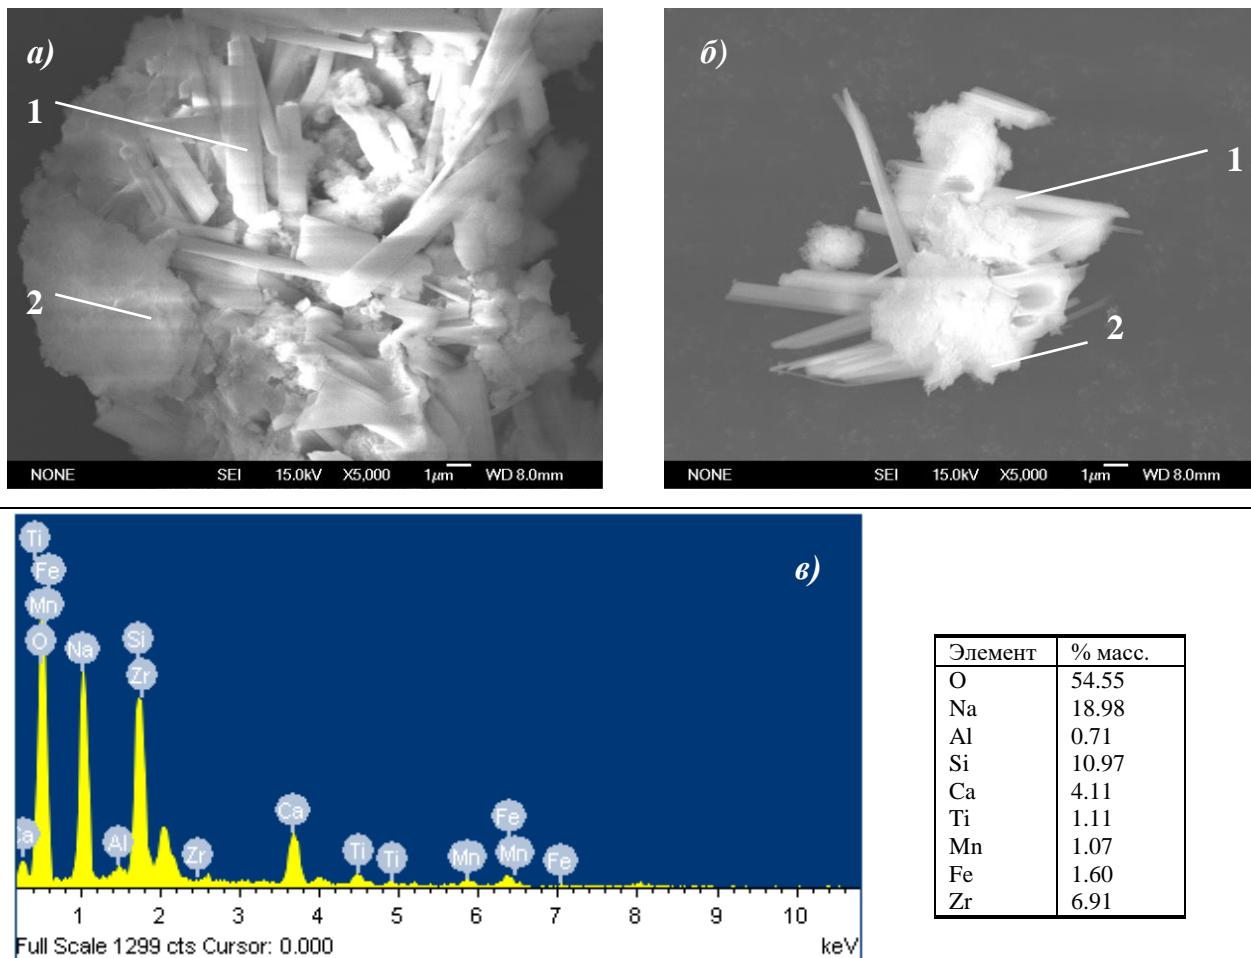 а)
1
2
NONE SEI 15.0kV X5,000 1μm WD 8.0mm
б)
1
2
NONE SEI 15.0kV X5,000 1μm WD 8.0mm
в)
Ti
Fe
Mn
O
Na
Si
Zr
Ca
Al
Zr
Ca
Ti
Ti
Mn
Fe
Mn
Fe
1 2 3 4 5 6 7 8 9 10
Full Scale 1299 cts Cursor: 0.000 keV
Элемент % масс.
O 54.55
Na 18.98
Al 0.71
Si 10.97
Ca 4.11
Ti 1.11
Mn 1.07
Fe 1.60
Zr 6.91